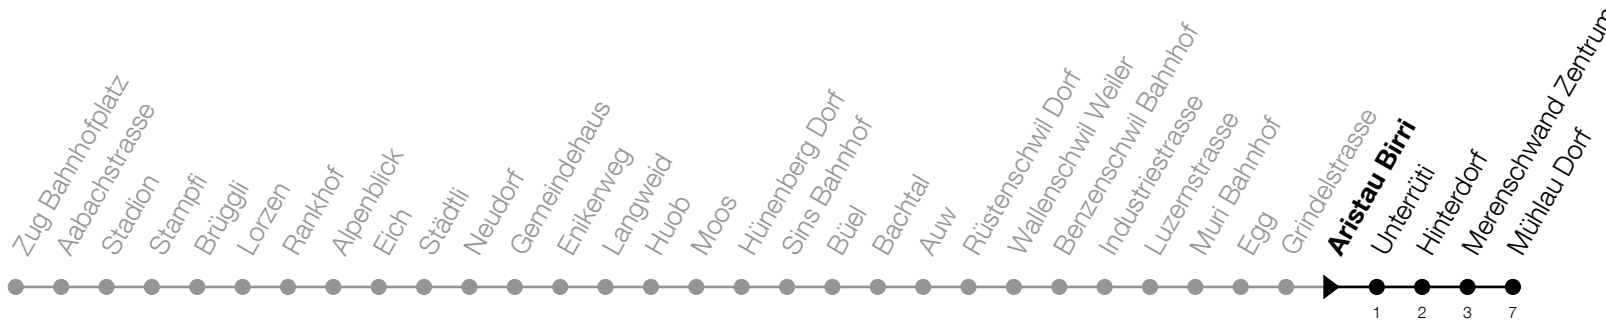 Zug Bahnhofplatz
Aabachstrasse
Stadion
Stampfi
Brüggli
Lorzen
Rankhof
Alpenblick
Eich
Städtli
Neudorf
Gemeindehaus
Enikerweg
Langweid
Huob
Moos
Hünenberg Dorf
Sins Bahnhof
Büel
Bachtal
Auw
Rüstenschwil Dorf
Wallenschwil Weiler
Benzenschwil Bahnhof
Industriestrasse
Luzernstrasse
Muri Bahnhof
Egg
Grindelstrasse
Aristau Birri
Unterrüti
Hinterdorf
Merenschwand Zentrum
Mühlau Dorf
1 2 3 7